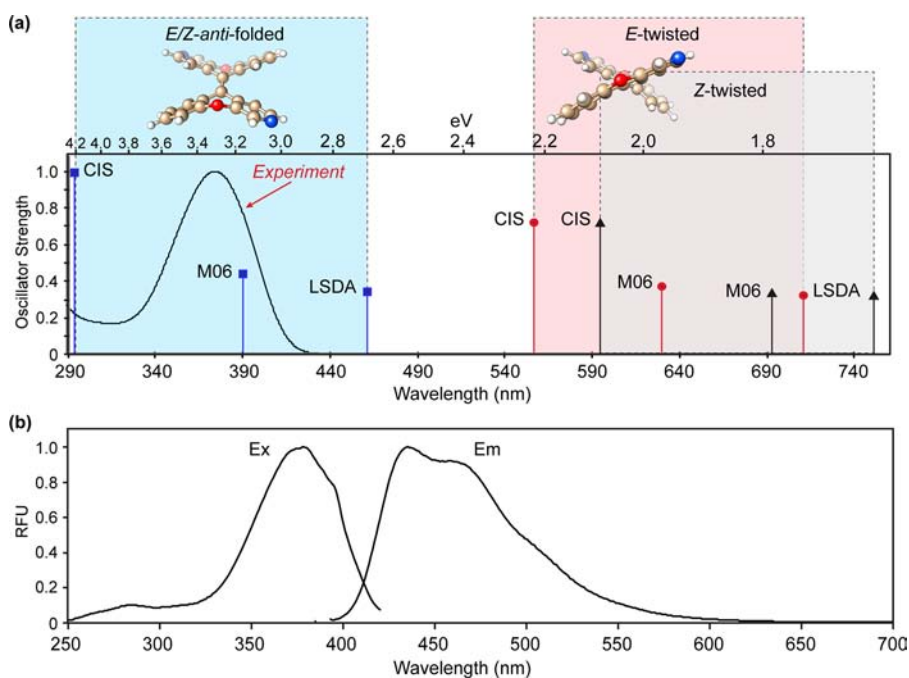 (a)
E/Z-anti-folded
E-twisted
Z-twisted
eV
4.2 4.0 3.8 3.6 3.4 3.2 3.0 2.8 2.6 2.4 2.2 2.0 1.8
Oscillator Strength
1.0
0.8
0.6
0.4
0.2
0
CIS
Experiment
M06
LSDA
CIS
CIS
M06
M06
LSDA
290 340 390 440 490 540 590 640 690 740
Wavelength (nm)
(b)
RFU
1.0
0.8
0.6
0.4
0.2
0
Ex
Em
250 300 350 400 450 500 550 600 650 700
Wavelength (nm)